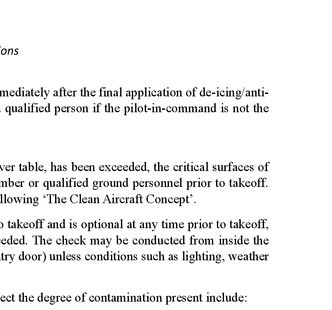 ons
mediately after the final application of de-icing/anti-
qualified person if the pilot-in-command is not the
ver table, has been exceeded, the critical surfaces of
mber or qualified ground personnel prior to takeoff.
llowing ‘The Clean Aircraft Concept’.
o takeoff and is optional at any time prior to takeoff,
eeded. The check may be conducted from inside the
try door) unless conditions such as lighting, weather
ect the degree of contamination present include: